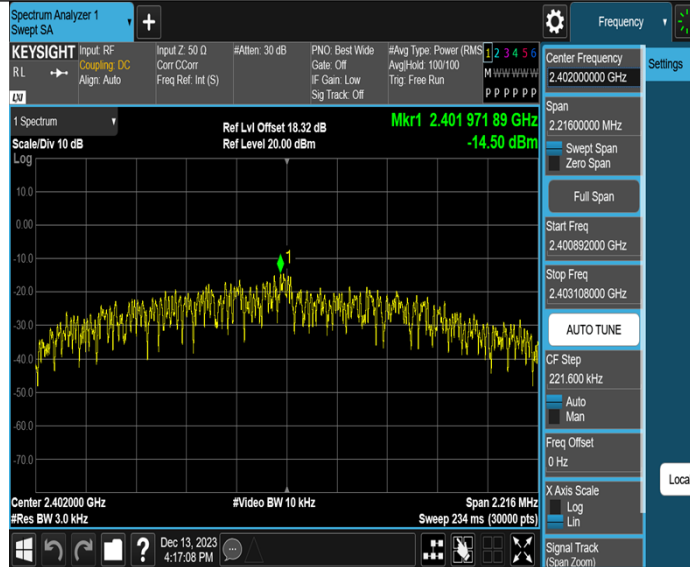 Spectrum Analyzer 1
Swept SA
Frequency
KEYSIGHT
RL
LXI
Input: RF
Coupling: DC
Align: Auto
Input Z: 50 Ω
Corr CCorr
Freq Ref: Int (S)
#Atten: 30 dB
PNO: Best Wide
Gate: Off
IF Gain: Low
Sig Track: Off
#Avg Type: Power (RMS
Avg|Hold: 100/100
Trig: Free Run
1 2 3 4 5 6
M W W W W W
P P P P P P
1 Spectrum
Scale/Div 10 dB
Log
Ref Lvl Offset 18.32 dB
Ref Level 20.00 dBm
Mkr1 2.401 971 89 GHz
-14.50 dBm
10.0
0.00
-10.0
-20.0
-30.0
-40.0
-50.0
-60.0
-70.0
1
Center 2.402000 GHz
#Res BW 3.0 kHz
#Video BW 10 kHz
Span 2.216 MHz
Sweep 234 ms (30000 pts)
?
Dec 13, 2023
4:17:08 PM
Center Frequency
2.402000000 GHz
Span
2.21600000 MHz
Swept Span
Zero Span
Full Span
Start Freq
2.400892000 GHz
Stop Freq
2.403108000 GHz
AUTO TUNE
CF Step
221.600 kHz
Auto
Man
Freq Offset
0 Hz
X Axis Scale
Log
Lin
Signal Track
(Span Zoom)
Settings
Loca